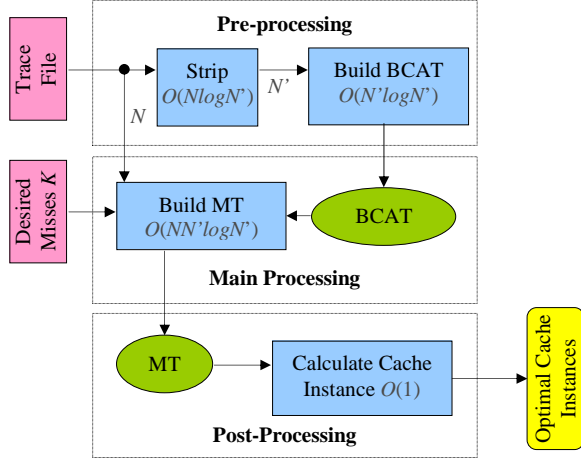 Pre-processing
Trace
File
Strip
O(NlogN’)
N’
Build BCAT
O(N’logN’)
N
Desired
Misses K
Build MT
O(NN’logN’)
BCAT
Main Processing
MT
Calculate Cache
Instance O(1)
Post-Processing
Optimal Cache
Instances